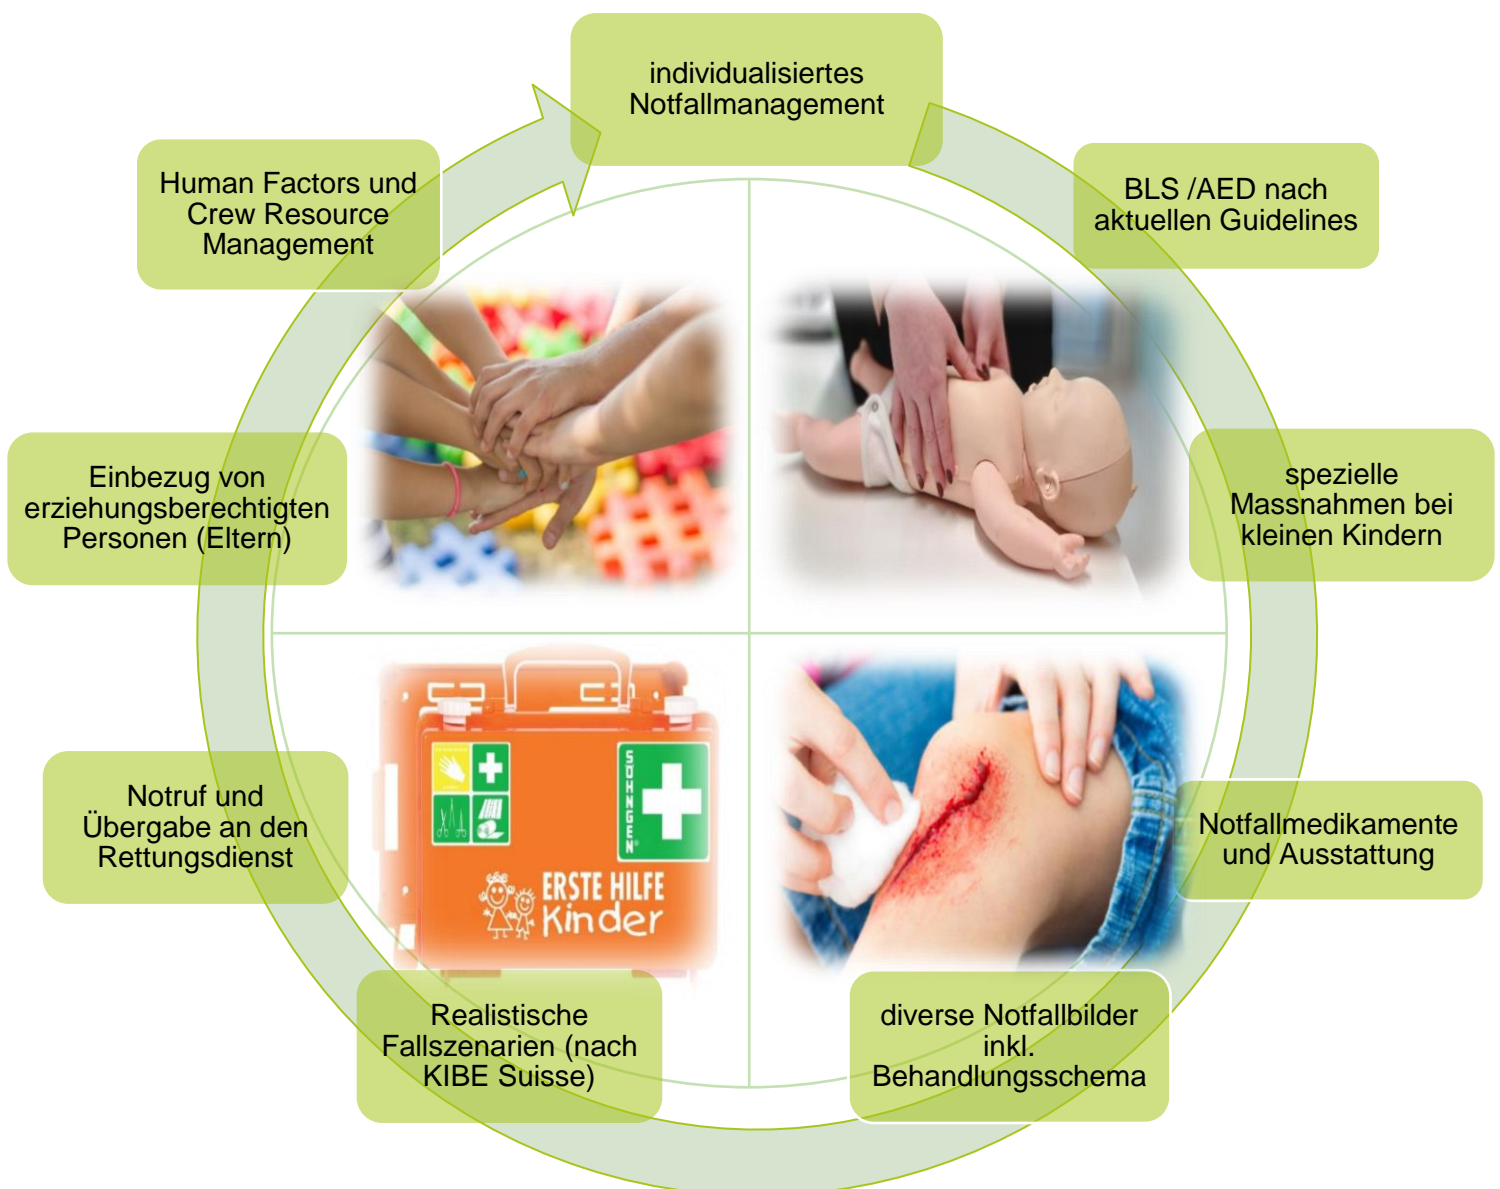 individualisiertes
Notfallmanagement
BLS /AED nach
aktuellen Guidelines
spezielle
Massnahmen bei
kleinen Kindern
Notfallmedikamente
und Ausstattung
diverse Notfallbilder
inkl.
Behandlungsschema
Realistische
Fallszenarien (nach
KIBE Suisse)
Notruf und
Übergabe an den
Rettungsdienst
Einbezug von
erziehungsberechtigten
Personen (Eltern)
Human Factors und
Crew Resource
Management
SÖHNGEN®
ERSTE HILFE
Kinder